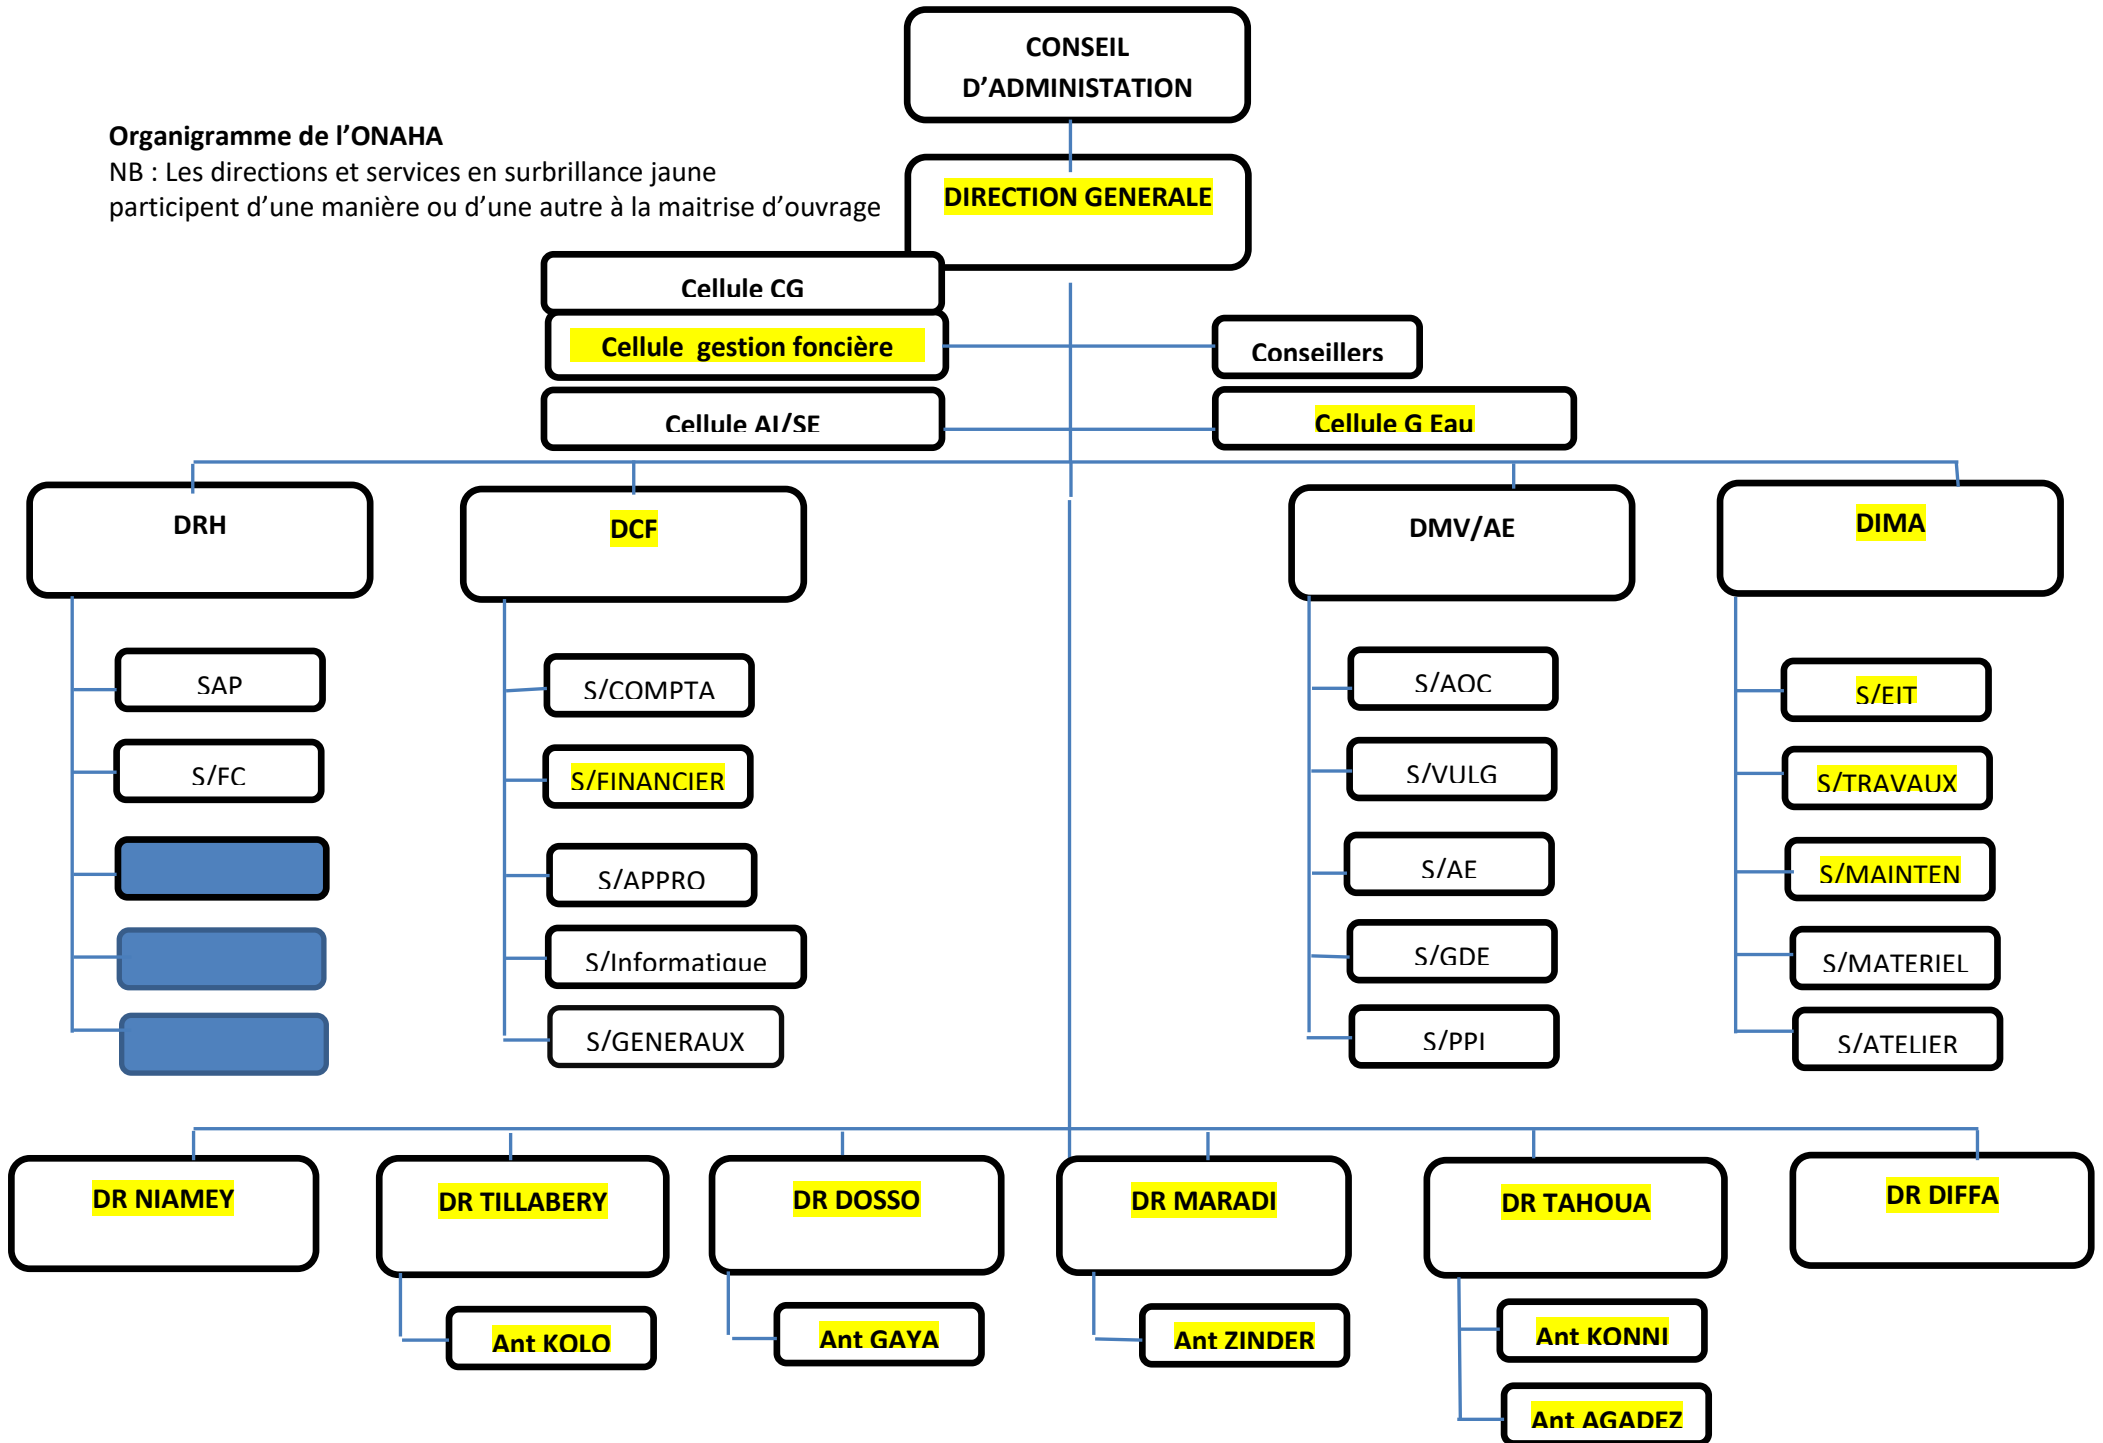 CONSEIL
D’ADMINISTATION
Organigramme de l’ONAHA
NB : Les directions et services en surbrillance jaune
participent d’une manière ou d’une autre à la maitrise d’ouvrage
DIRECTION GENERALE
Cellule CG
Cellule gestion foncière
Conseillers
Cellule AI/SE
Cellule G Eau
DRH
DCF
DMV/AE
DIMA
SAP
S/COMPTA
S/AOC
S/EIT
S/FC
S/FINANCIER
S/VULG
S/TRAVAUX
S/APPRO
S/AE
S/MAINTEN
S/Informatique
S/GDE
S/MATERIEL
S/GENERAUX
S/PPI
S/ATELIER
DR NIAMEY
DR TILLABERY
DR DOSSO
DR MARADI
DR TAHOUA
DR DIFFA
Ant KOLO
Ant GAYA
Ant ZINDER
Ant KONNI
Ant AGADEZ